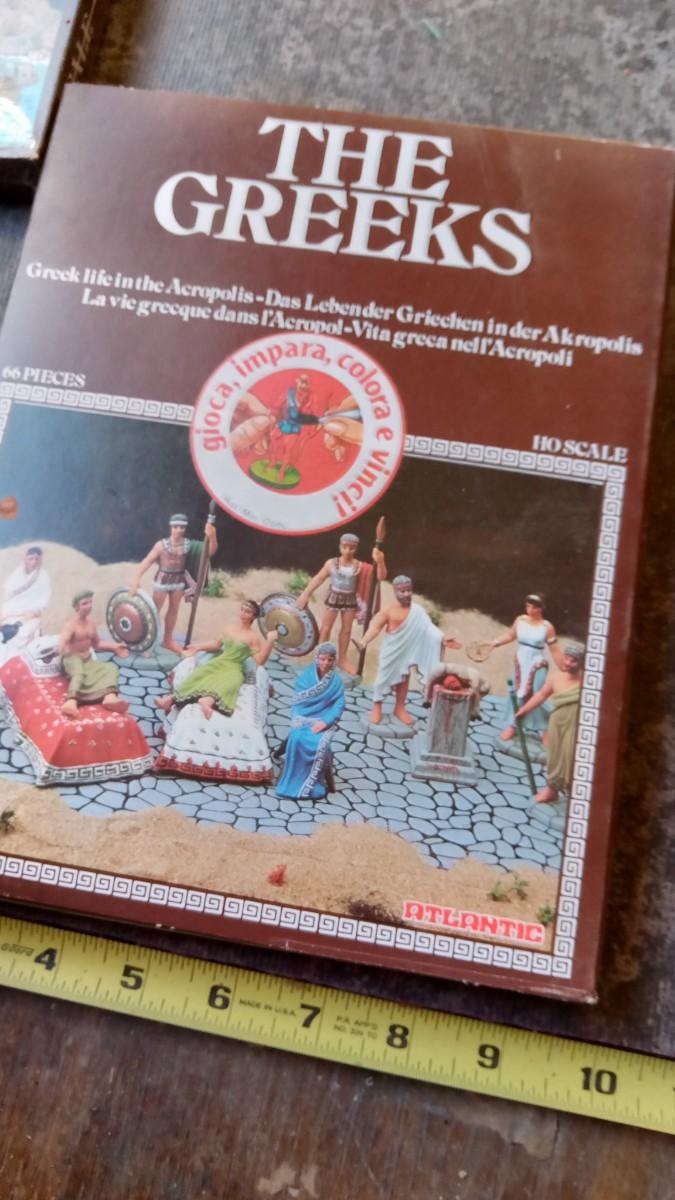 THE
GREEKS
Greek life in the Acropolis-Das Leben der Griechen in der Akropolis
La vie grecque dans l'Acropol-Vita greca nell'Acropoli
66 PIECES
gioca, impara, colora e vinci!
HO SCALE
ATLANTIC
4 5 6 MADE IN U.S.A. 7 8 9 10